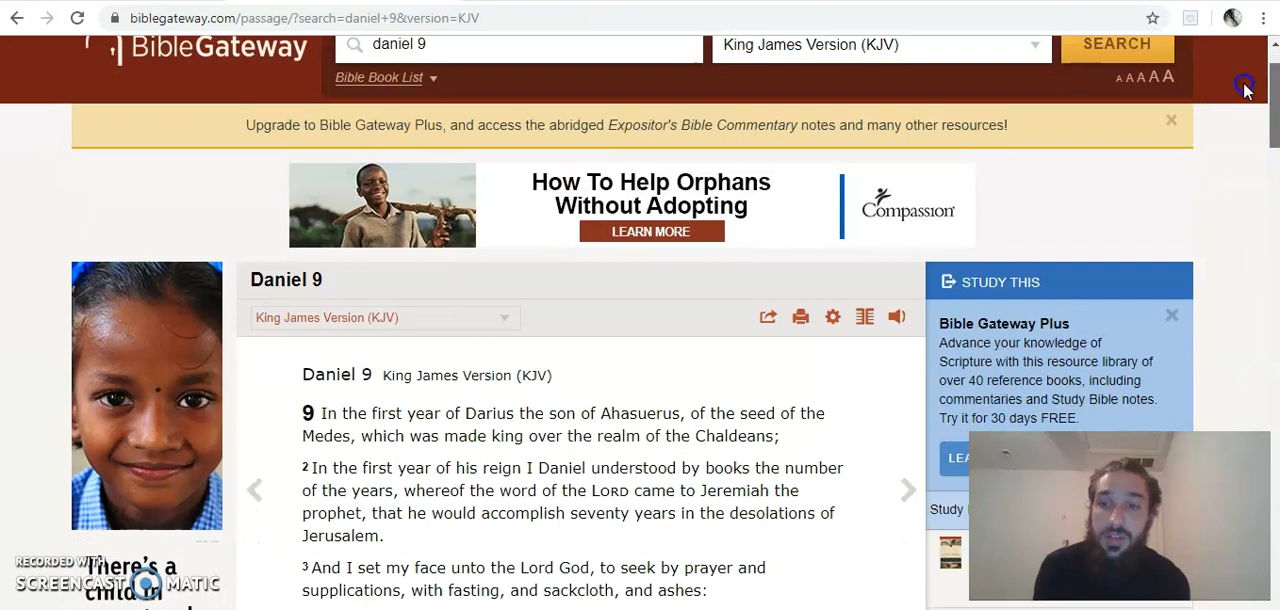 biblegateway.com/passage/?search=daniel+9&version=KJV
BibleGateway
daniel 9
King James Version (KJV)
SEARCH
Bible Book List
A A A A A
Upgrade to Bible Gateway Plus, and access the abridged Expositor's Bible Commentary notes and many other resources!
How To Help Orphans
Without Adopting
LEARN MORE
Compassion
Daniel 9
STUDY THIS
King James Version (KJV)
Bible Gateway Plus
Advance your knowledge of
Scripture with this resource library of
over 40 reference books, including
commentaries and Study Bible notes.
Try it for 30 days FREE.
LEA
Study
Daniel 9 King James Version (KJV)
9 In the first year of Darius the son of Ahasuerus, of the seed of the
Medes, which was made king over the realm of the Chaldeans;
2 In the first year of his reign I Daniel understood by books the number
of the years, whereof the word of the LORD came to Jeremiah the
prophet, that he would accomplish seventy years in the desolations of
Jerusalem.
3 And I set my face unto the Lord God, to seek by prayer and
supplications, with fasting, and sackcloth, and ashes:
There's a
child in
RECORDED WITH
SCREENCAST MATIC